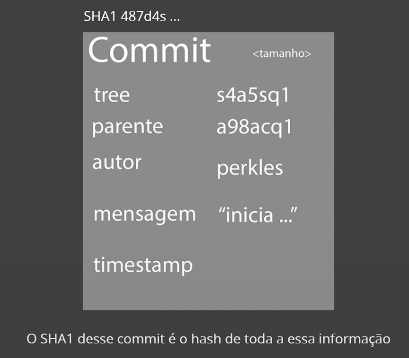 SHA1 487d4s ...
Commit <tamanho>
tree s4a5sq1
parente a98acq1
autor perkles
mensagem “inicia ...”
timestamp
O SHA1 desse commit é o hash de toda a essa informação